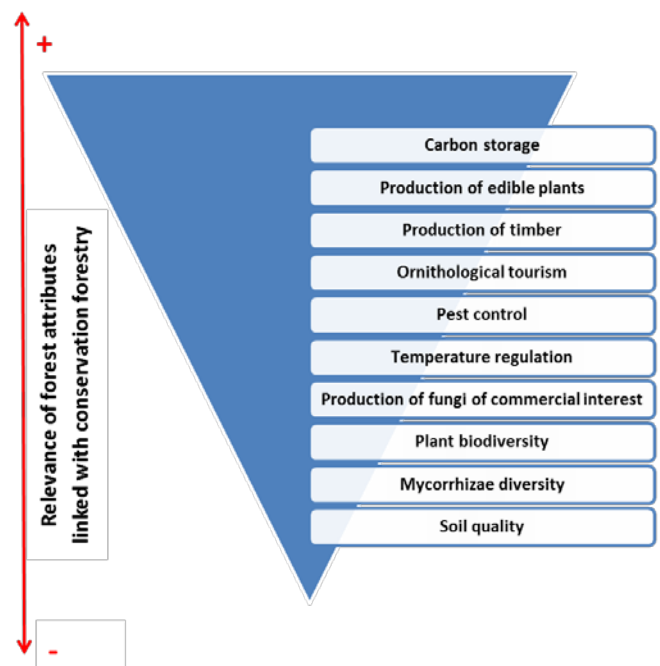 +
Carbon storage
Production of edible plants
Production of timber
Ornithological tourism
Pest control
Temperature regulation
Production of fungi of commercial interest
Plant biodiversity
Mycorrhizae diversity
Soil quality
Relevance of forest attributes
linked with conservation forestry
-